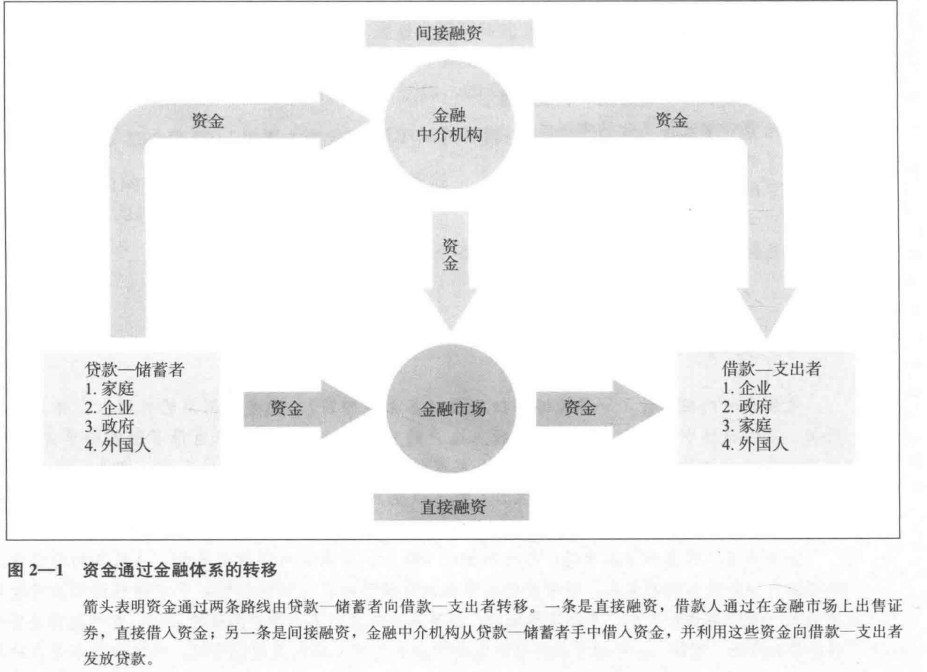 间接融资
资金
金融
中介机构
资金
资
金
贷款—储蓄者
1. 家庭
2. 企业
3. 政府
4. 外国人
资金
金融市场
资金
借款—支出者
1. 企业
2. 政府
3. 家庭
4. 外国人
直接融资
图 2—1 资金通过金融体系的转移
箭头表明资金通过两条路线由贷款—储蓄者向借款—支出者转移。一条是直接融资，借款人通过在金融市场上出售证
券，直接借入资金；另一条是间接融资，金融中介机构从贷款—储蓄者手中借入资金，并利用这些资金向借款—支出者
发放贷款。